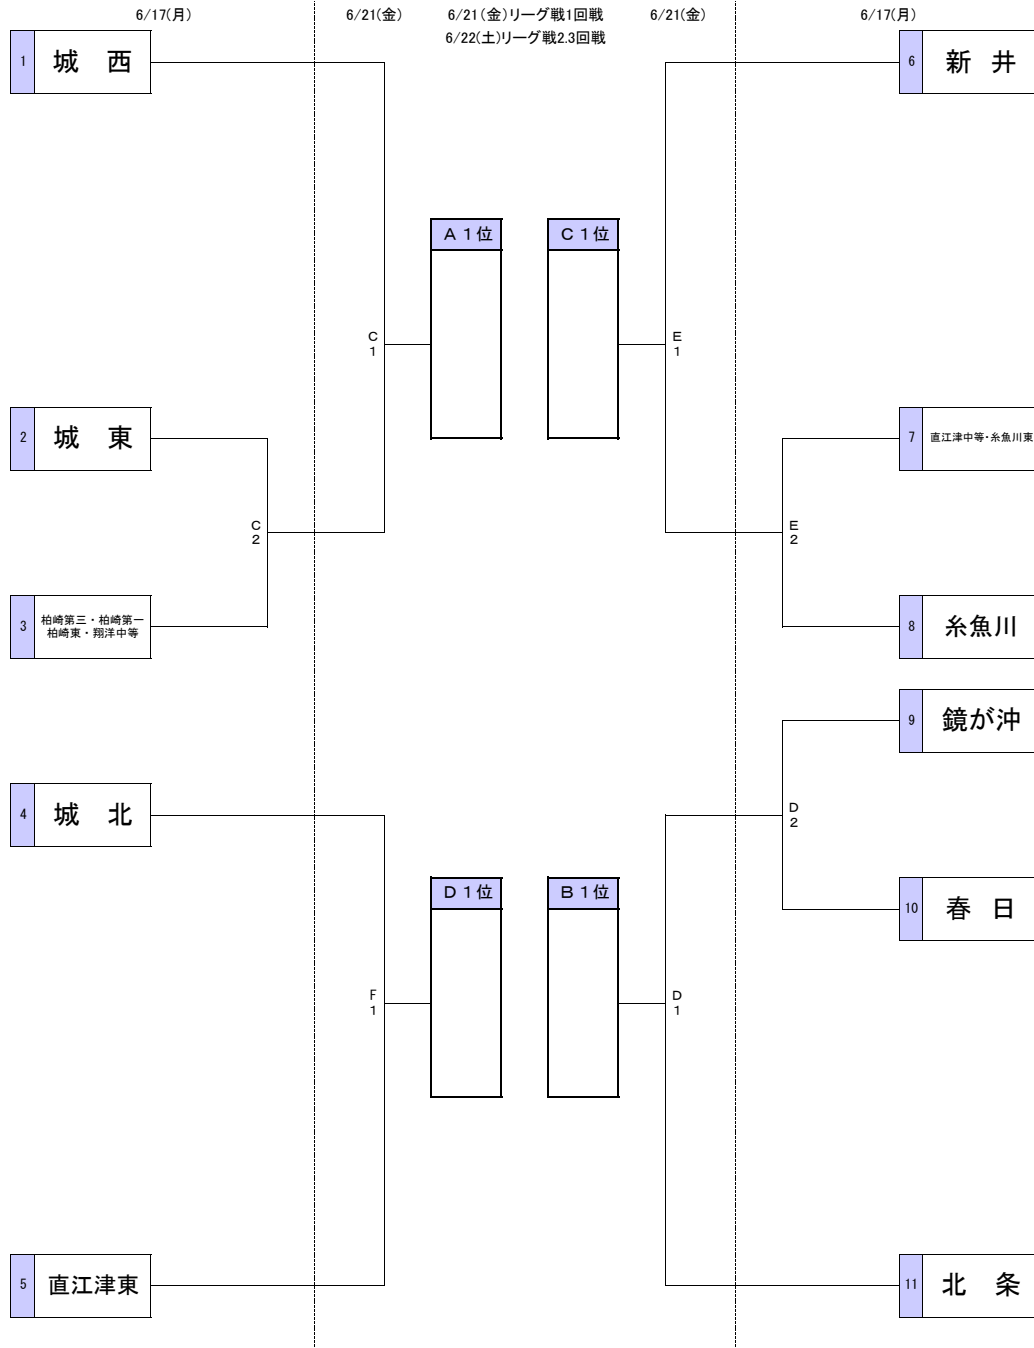 6/17(月)
6/21(金)
6/21(金)リーグ戦1回戦
6/22(土)リーグ戦2.3回戦
6/21(金)
6/17(月)
1 城 西
6 新 井
A 1位
C 1位
C
1
E
1
2 城 東
7 直江津中等・糸魚川東
C
2
E
2
3 柏崎第三・柏崎第一
柏崎東・翔洋中等
8 糸魚川
9 鏡が沖
4 城 北
D
2
D 1位
B 1位
10 春 日
F
1
D
1
5 直江津東
11 北 条